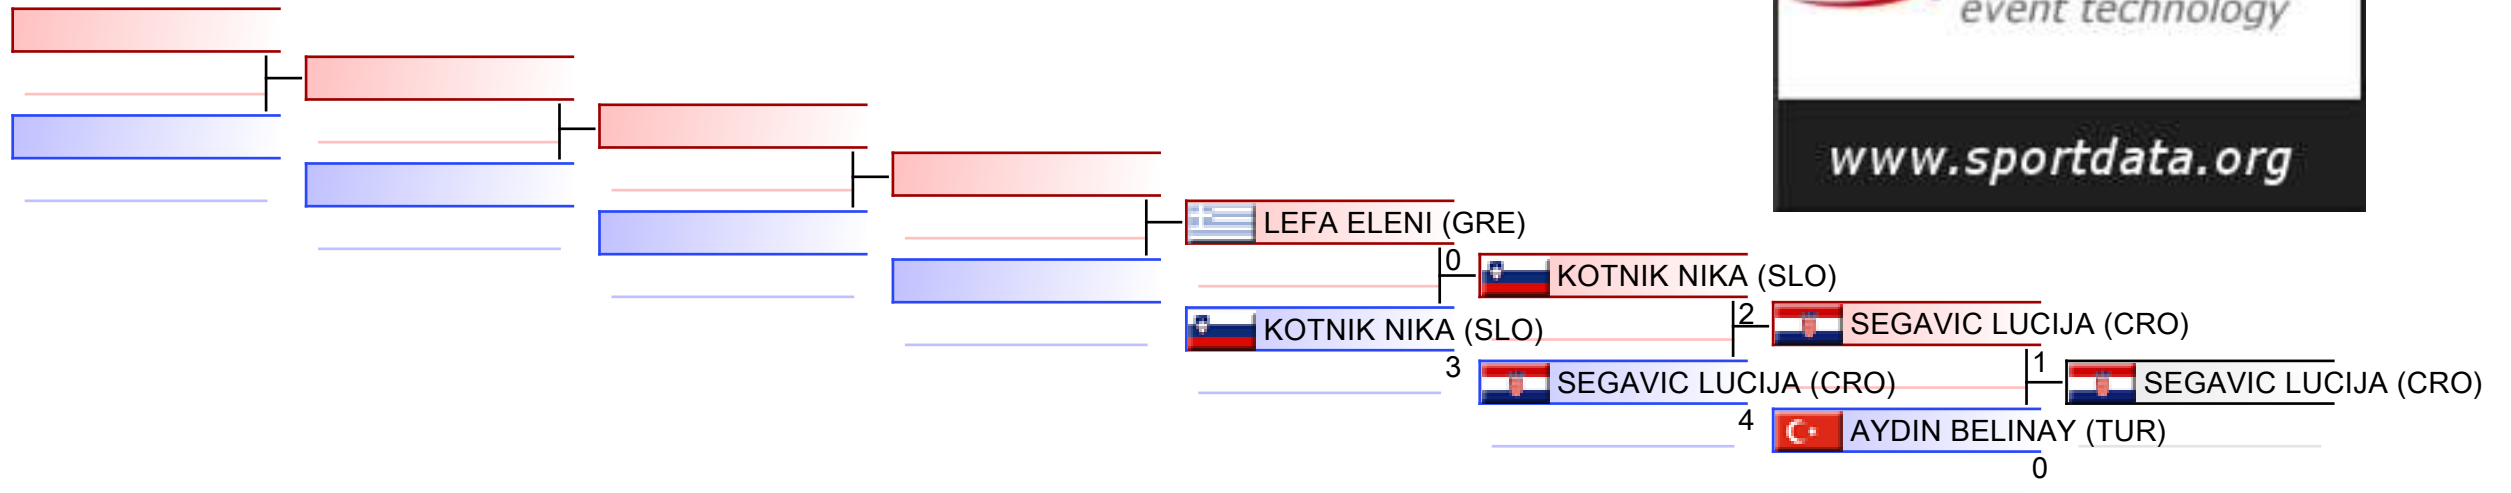 event technology
www.sportdata.org
LEFA ELENI (GRE)
0
KOTNIK NIKA (SLO)
3
KOTNIK NIKA (SLO)
2
SEGAVIC LUCIJA (CRO)
4
SEGAVIC LUCIJA (CRO)
1
AYDIN BELINAY (TUR)
0
SEGAVIC LUCIJA (CRO)